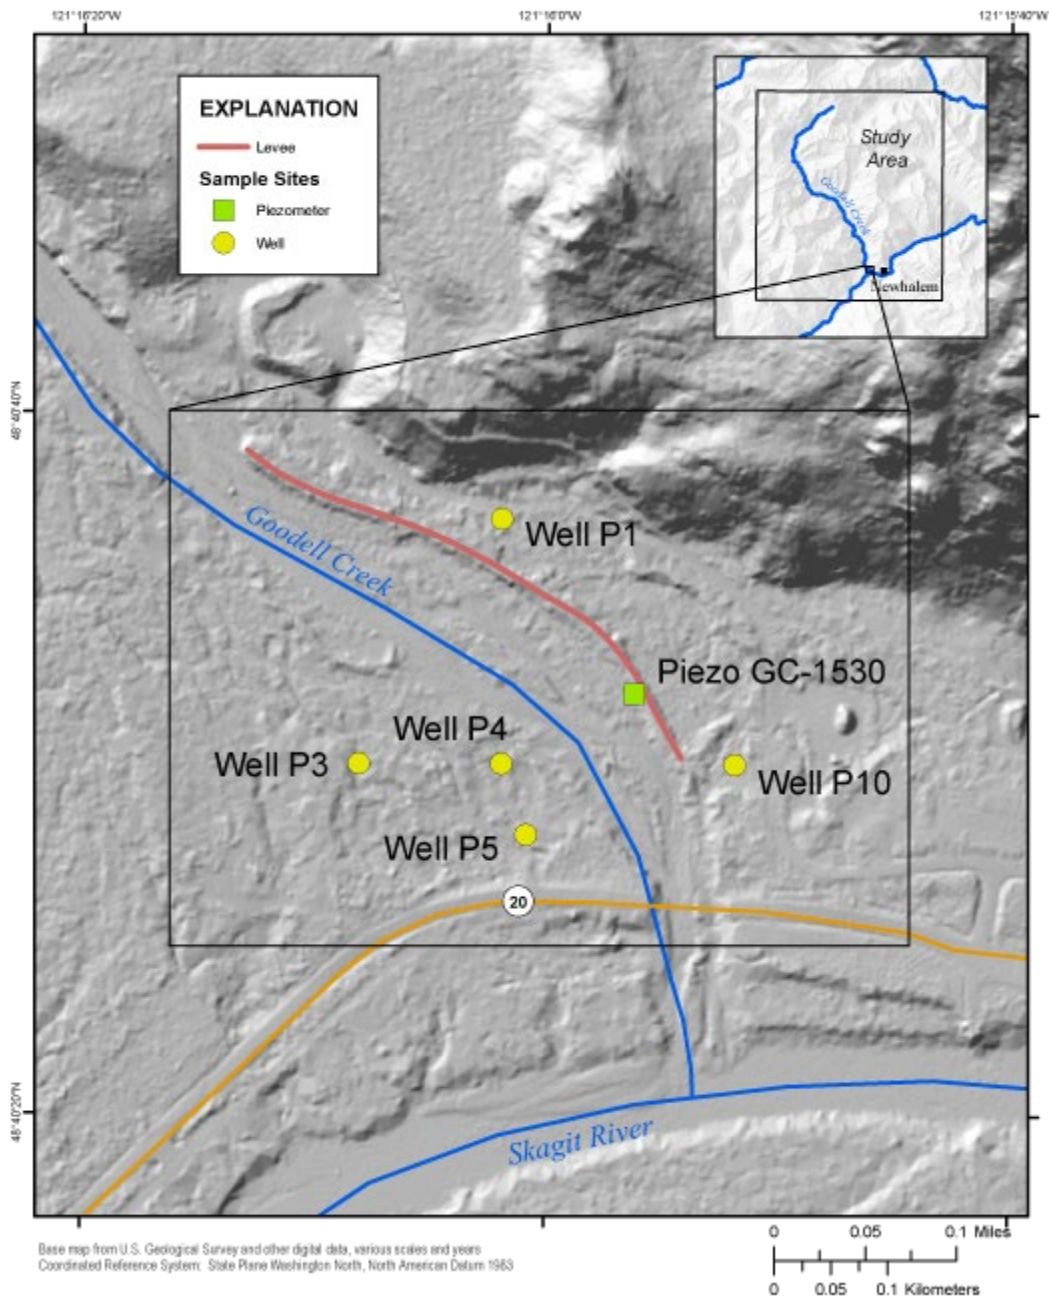 121°16'20"W
121°16'0"W
121°15'40"W
EXPLANATION
Levee
Sample Sites
Piezometer
Well
Study
Area
Goodell Creek
Newhalem
48°40'40"N
Well P1
Goodell Creek
Piezo GC-1530
Well P4
Well P3
Well P10
Well P5
20
48°40'20"N
Skagit River
Base map from U.S. Geological Survey and other digital data, various scales and years
Coordinated Reference System: State Plane Washington North, North American Datum 1983
0 0.05 0.1 Miles
0 0.05 0.1 Kilometers